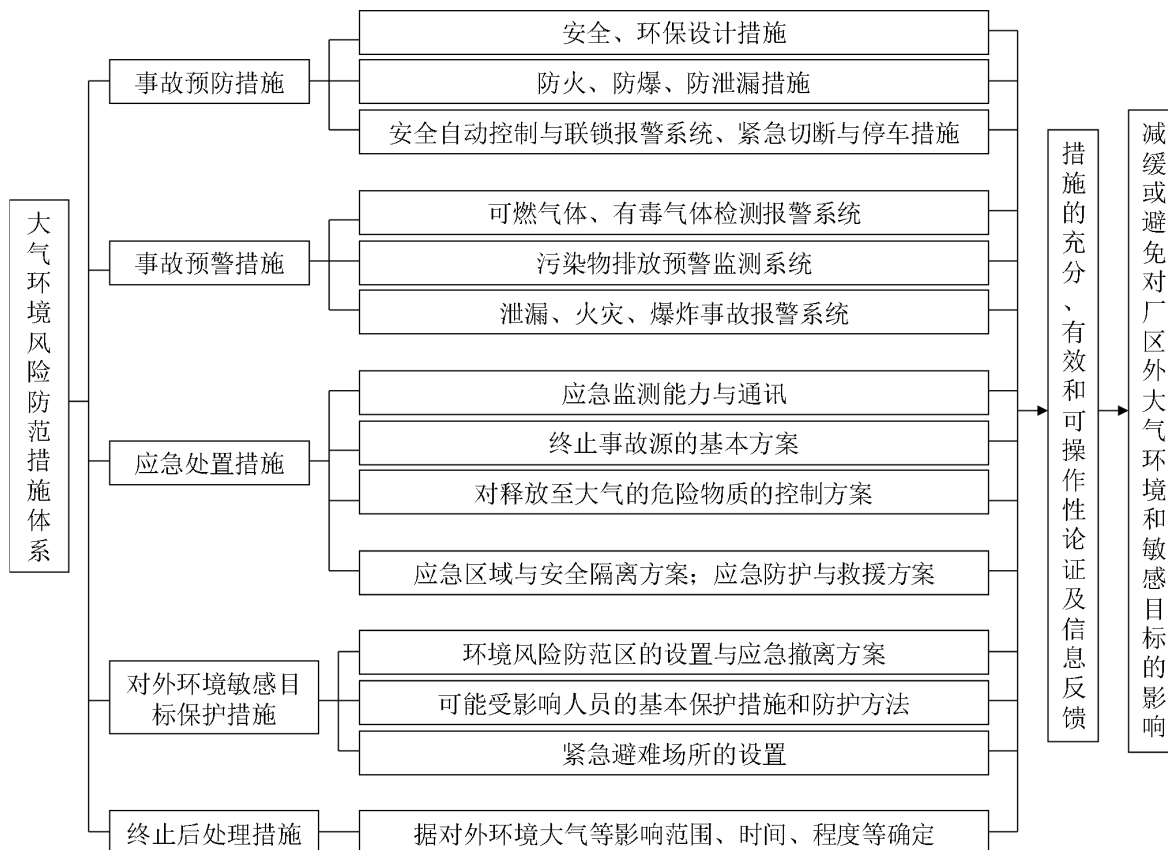 大气环境风险防范措施体系
事故预防措施
安全、环保设计措施
防火、防爆、防泄漏措施
安全自动控制与联锁报警系统、紧急切断与停车措施
事故预警措施
可燃气体、有毒气体检测报警系统
污染物排放预警监测系统
泄漏、火灾、爆炸事故报警系统
应急处置措施
应急监测能力与通讯
终止事故源的基本方案
对释放至大气的危险物质的控制方案
应急区域与安全隔离方案；应急防护与救援方案
对外环境敏感目
标保护措施
环境风险防范区的设置与应急撤离方案
可能受影响人员的基本保护措施和防护方法
紧急避难场所的设置
终止后处理措施
据对外环境大气等影响范围、时间、程度等确定
措施的充分、有效和可操作性论证及信息反馈
减缓或避免对厂区外大气环境和敏感目标的影响